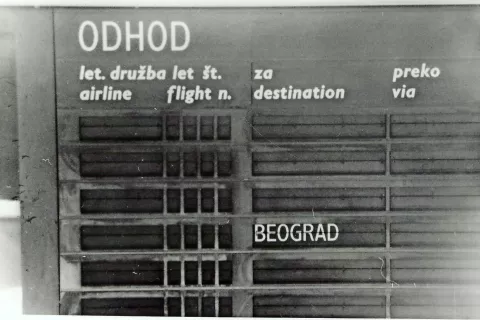 ODHOD
let. družba let št. za preko
airline flight n. destination via
BEOGRAD